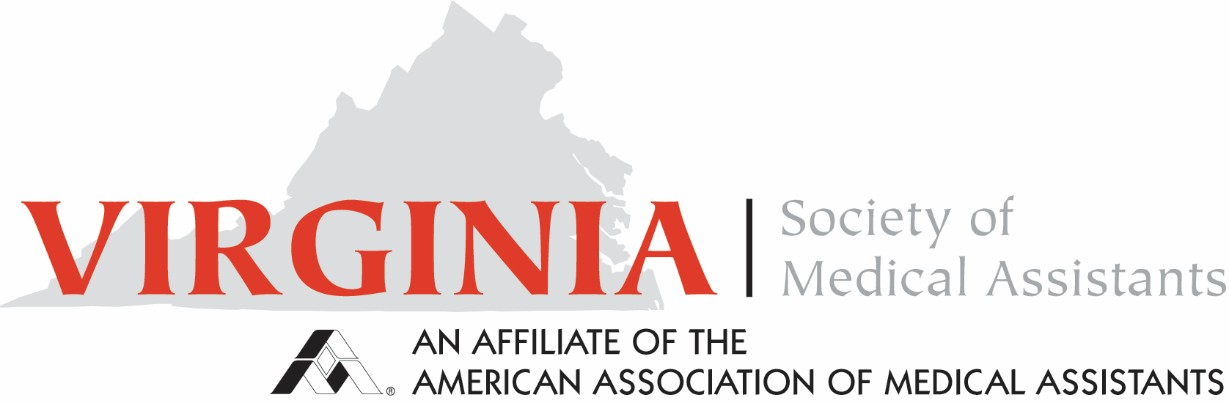 VIRGINIA
Society of
Medical Assistants
AN AFFILIATE OF THE
AMERICAN ASSOCIATION OF MEDICAL ASSISTANTS
®